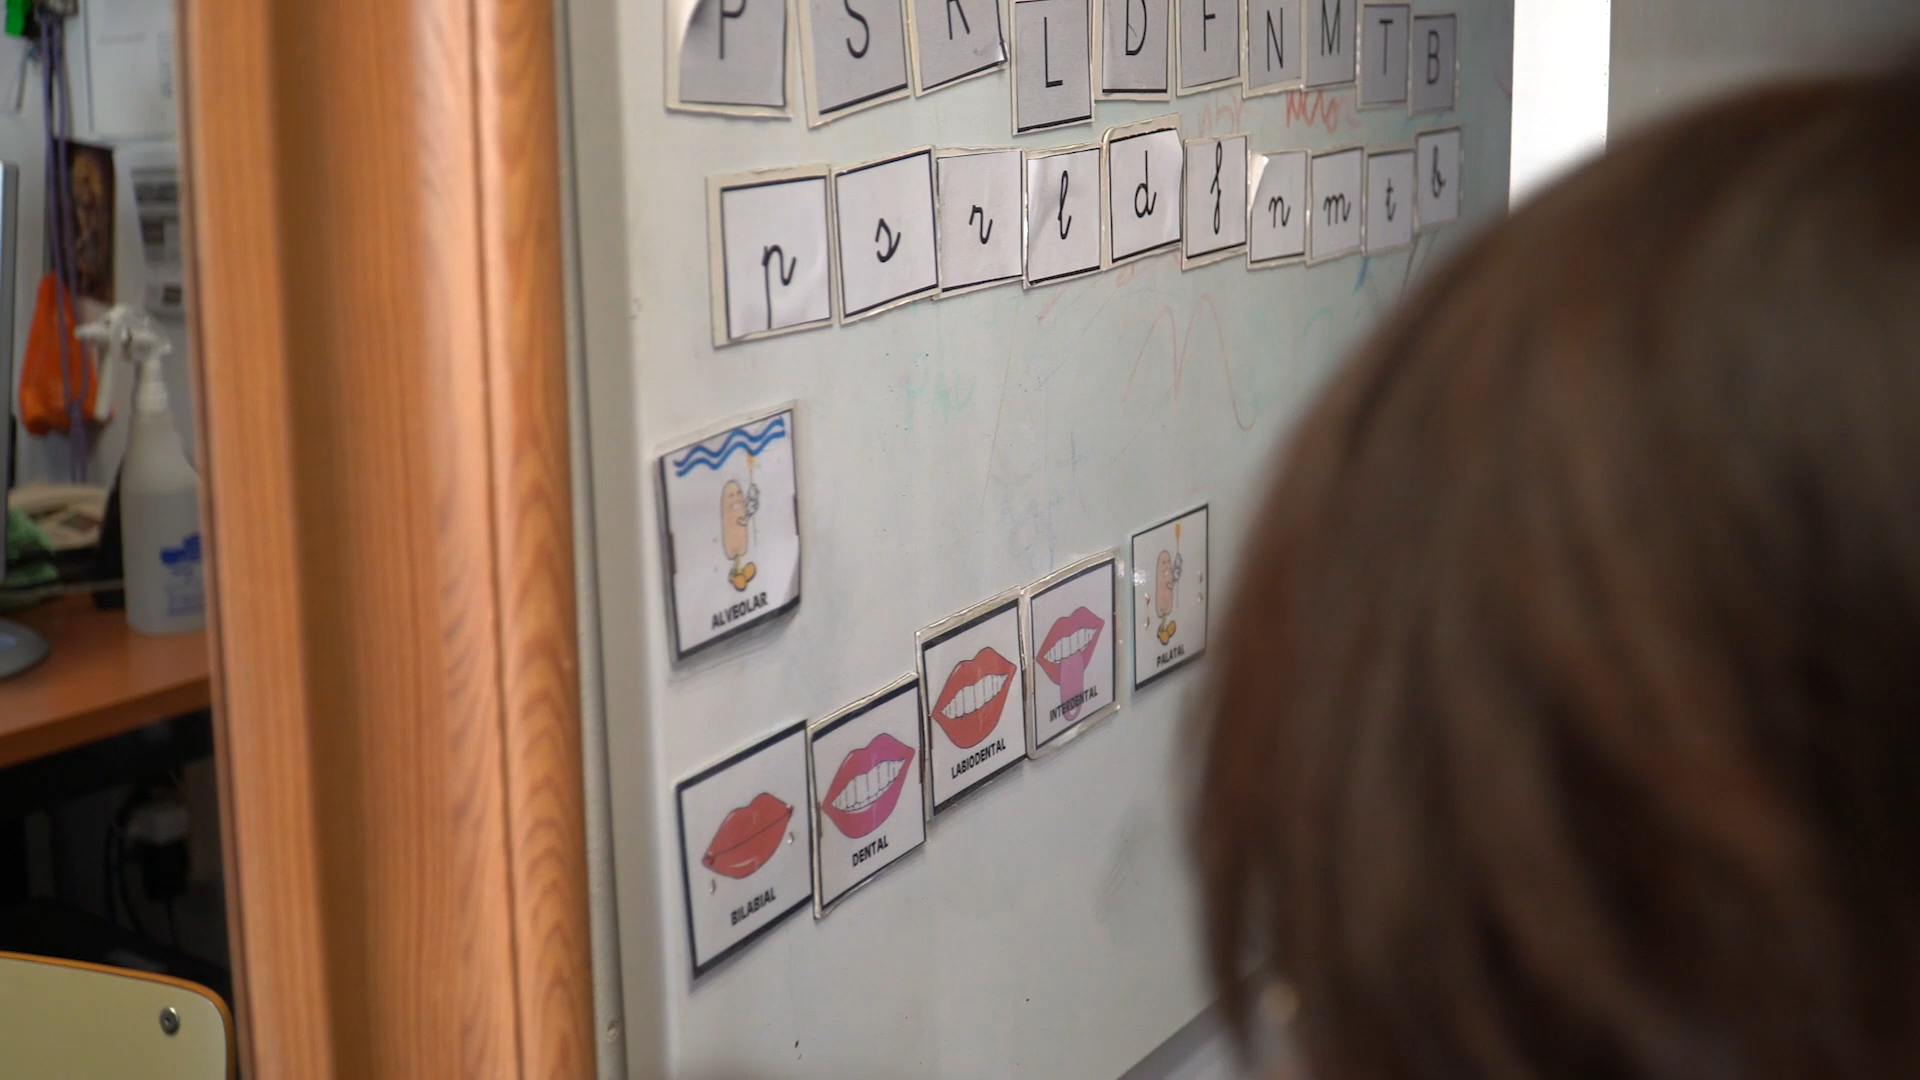 P S R L D F N M T B
p s r l d f n m t b
ALVEOLAR
BILABIAL
DENTAL
LABIODENTAL
INTERDENTAL
PALATAL